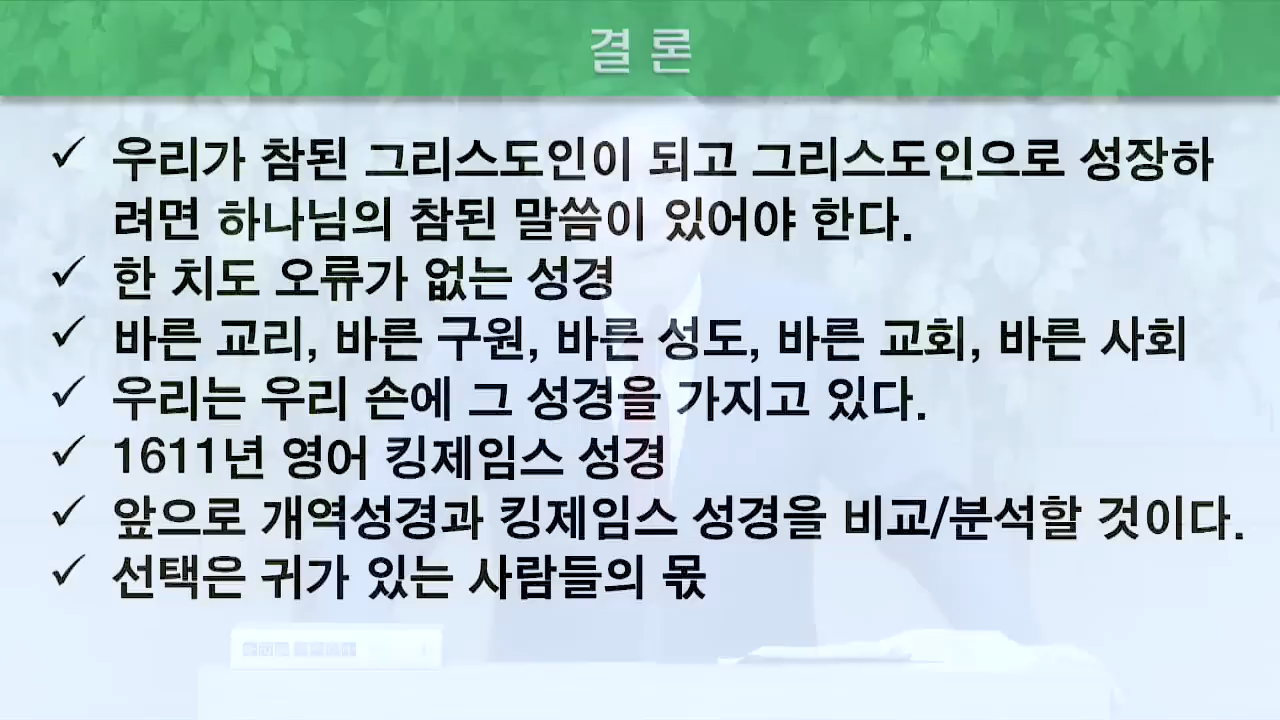 결 론
✓ 우리가 참된 그리스도인이 되고 그리스도인으로 성장하
려면 하나님의 참된 말씀이 있어야 한다.
✓ 한 치도 오류가 없는 성경
✓ 바른 교리, 바른 구원, 바른 성도, 바른 교회, 바른 사회
✓ 우리는 우리 손에 그 성경을 가지고 있다.
✓ 1611년 영어 킹제임스 성경
✓ 앞으로 개역성경과 킹제임스 성경을 비교/분석할 것이다.
✓ 선택은 귀가 있는 사람들의 몫